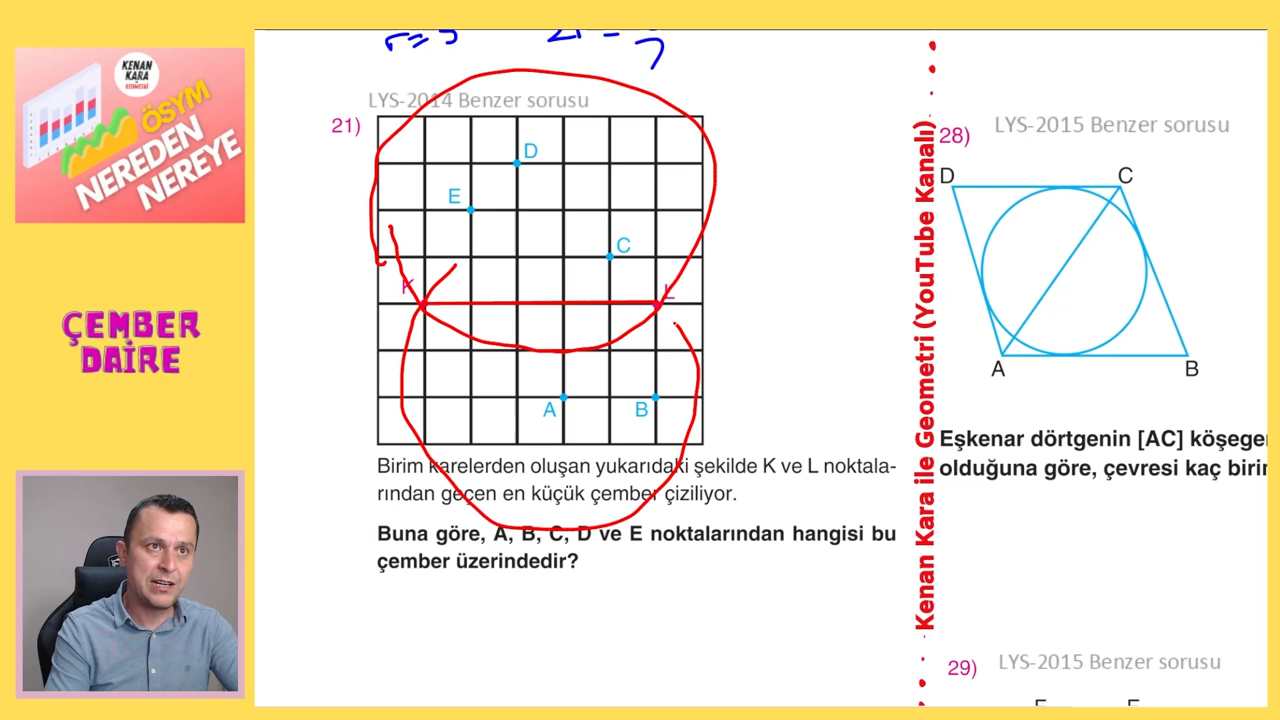 KENAN
KARA
ÖSYM
NEREDEN
NEREYE
ÇEMBER
DAİRE
r = 5
LYS-2014 Benzer sorusu
21)
D
E
C
K
L
A
B
Birim karelerden oluşan yukarıdaki şekilde K ve L noktala-
rından geçen en küçük çember çiziliyor.
Buna göre, A, B, C, D ve E noktalarından hangisi bu
çember üzerindedir?
Kenan Kara ile Geometri (YouTube Kanalı)
LYS-2015 Benzer sorusu
28)
D
C
A
B
Eşkenar dörtgenin [AC] köşege
olduğuna göre, çevresi kaç birir
LYS-2015 Benzer sorusu
29)